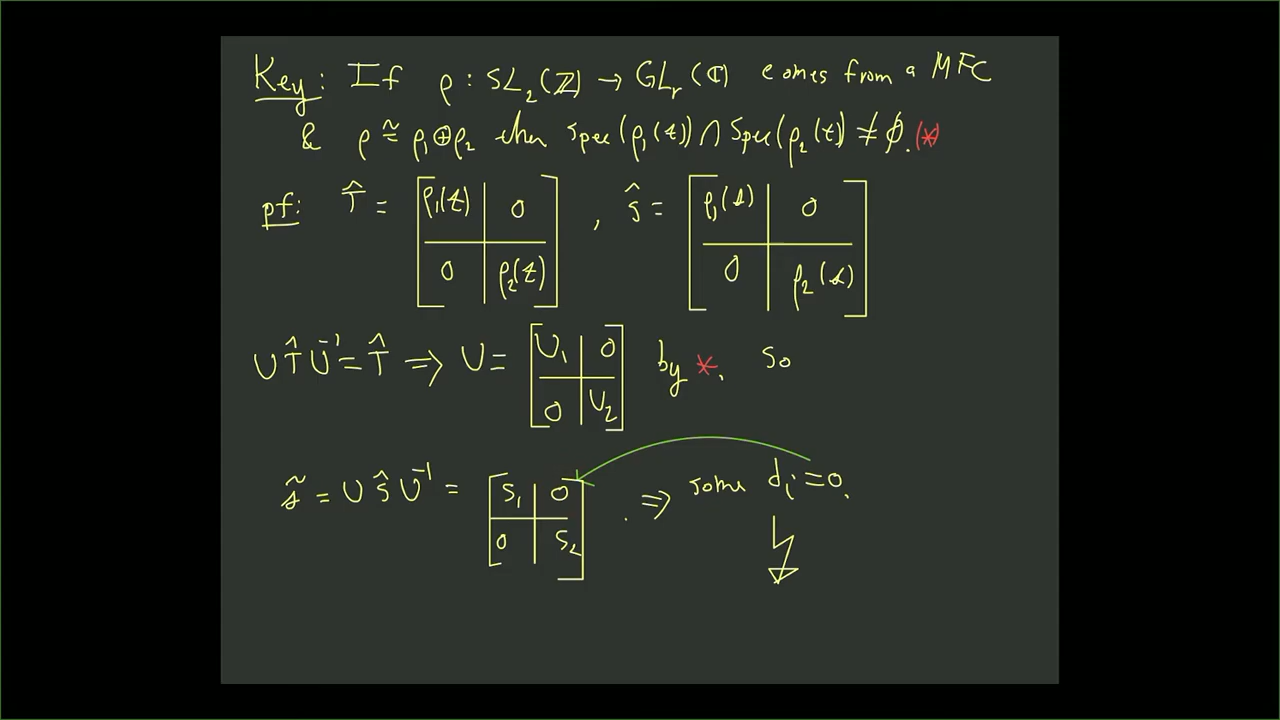 Key: If ρ : SL₂(ℤ) → GLᵣ(ℂ) comes from a MFC
& ρ ≅ ρ₁⊕ρ₂ then Spec(ρ₁(t)) ∩ Spec(ρ₂(t)) ≠ ∅. (*)
pf: T̂ = [ρ₁(t) | 0 ; 0 | ρ₂(t)] , ŝ = [ρ₁(s) | 0 ; 0 | ρ₂(s)]
U T̂ U⁻¹ = T̂ ⟹ U = [U₁ | 0 ; 0 | U₂] by *. So
s̃ = U ŝ U⁻¹ = [S₁ | 0 ; 0 | S₂] . ⟹ some dᵢ = 0.